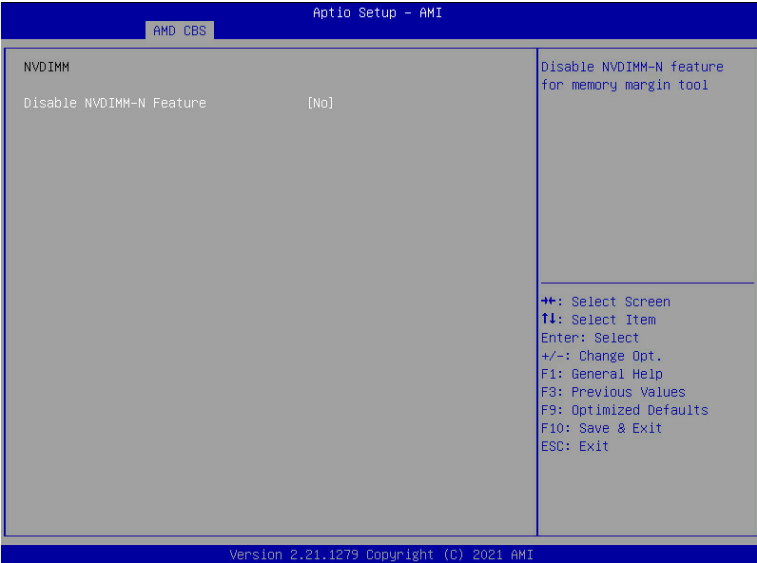 Aptio Setup – AMI
AMD CBS
NVDIMM
Disable NVDIMM-N Feature [No]
Disable NVDIMM-N feature
for memory margin tool
→←: Select Screen
↑↓: Select Item
Enter: Select
+/-: Change Opt.
F1: General Help
F3: Previous Values
F9: Optimized Defaults
F10: Save & Exit
ESC: Exit
Version 2.21.1279 Copyright (C) 2021 AMI